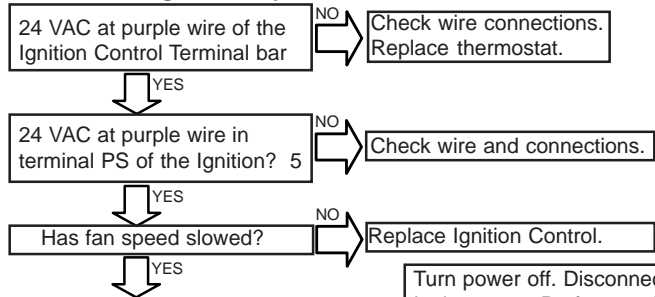 24 VAC at purple wire of the
Ignition Control Terminal bar
NO
Check wire connections.
Replace thermostat.
YES
24 VAC at purple wire in
terminal PS of the Ignition? 5
NO
Check wire and connections.
YES
Has fan speed slowed?
NO
Replace Ignition Control.
YES
Turn power off. Disconnec